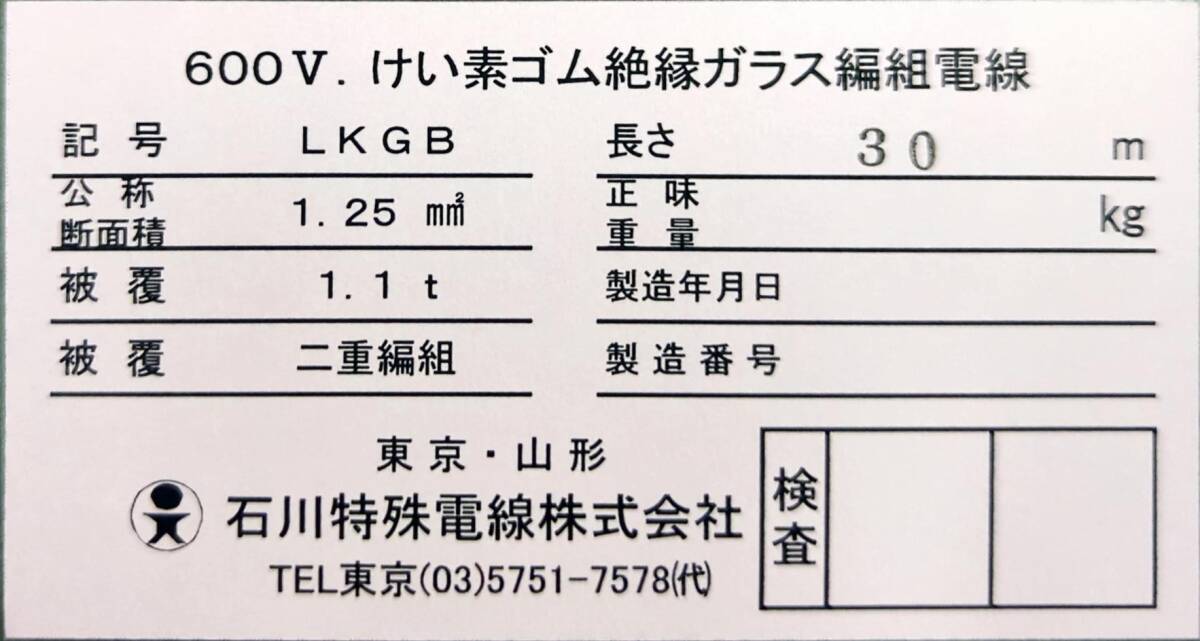 600V. けい素ゴム絶縁ガラス編組電線
記号 LKGB 長さ 30 m
公称断面積 1.25 m㎡ 正味重量 kg
被覆 1.1t 製造年月日
被覆 二重編組 製造番号
東京・山形
石川特殊電線株式会社
TEL東京(03)5751-7578㈹
検査